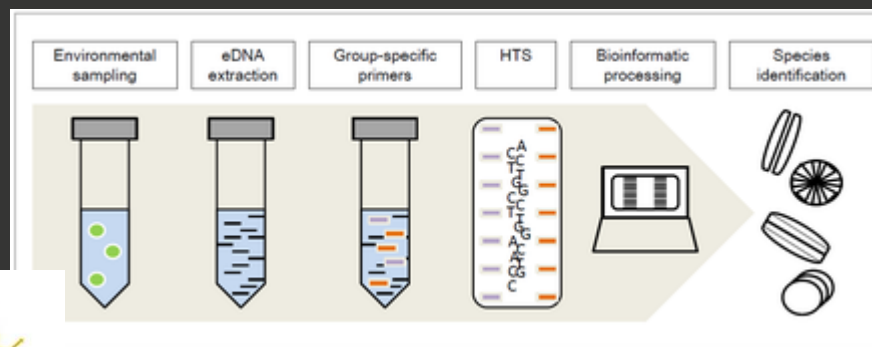 Environmental
sampling
eDNA
extraction
Group-specific
primers
HTS
Bioinformatic
processing
Species
identification